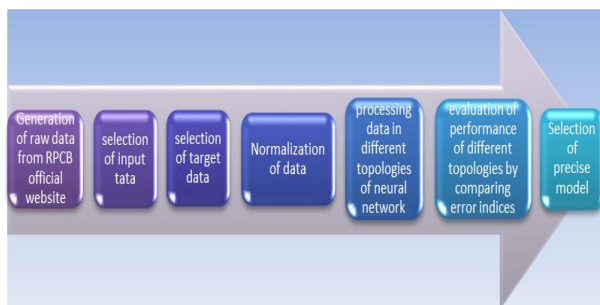 Generation
of raw data
from RPCB
official
website
selection
of input
tata
selection
of target
data
Normalization
of data
processing
data in
different
topologies
of neural
network
evaluation of
performance
of different
topologies by
comparing
error indices
Selection
of
precise
model